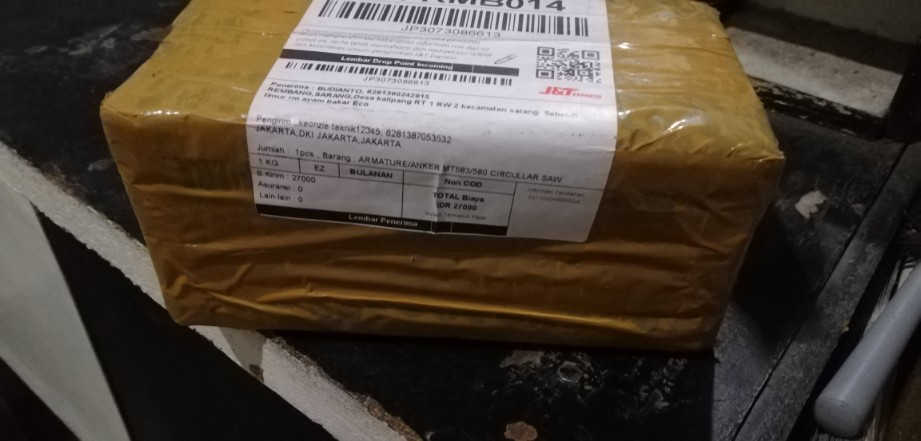 RMB014
JP3073086613
Lembar Drop Point Incoming
JP3073086613
J&T EXPRESS
Penerima : BUDIANTO, 6281390242915
REMBANG,SARANG,Desa kalipang RT 1 RW 2 kecamatan sarang Sebelah
timur rm ayam bakar Eco
Pengirim : keonzie teknik12345, 6281387053532
JAKARTA,DKI JAKARTA,JAKARTA
Jumlah : 1pcs , Barang : ARMATURE/ANKER MT583/580 CIRCULLAR SAW
1 KG EZ BULANAN Non COD
B.Kirim : 27000
Asuransi : 0
Lain-lain : 0
TOTAL Biaya
IDR 27000
Lembar Penerima